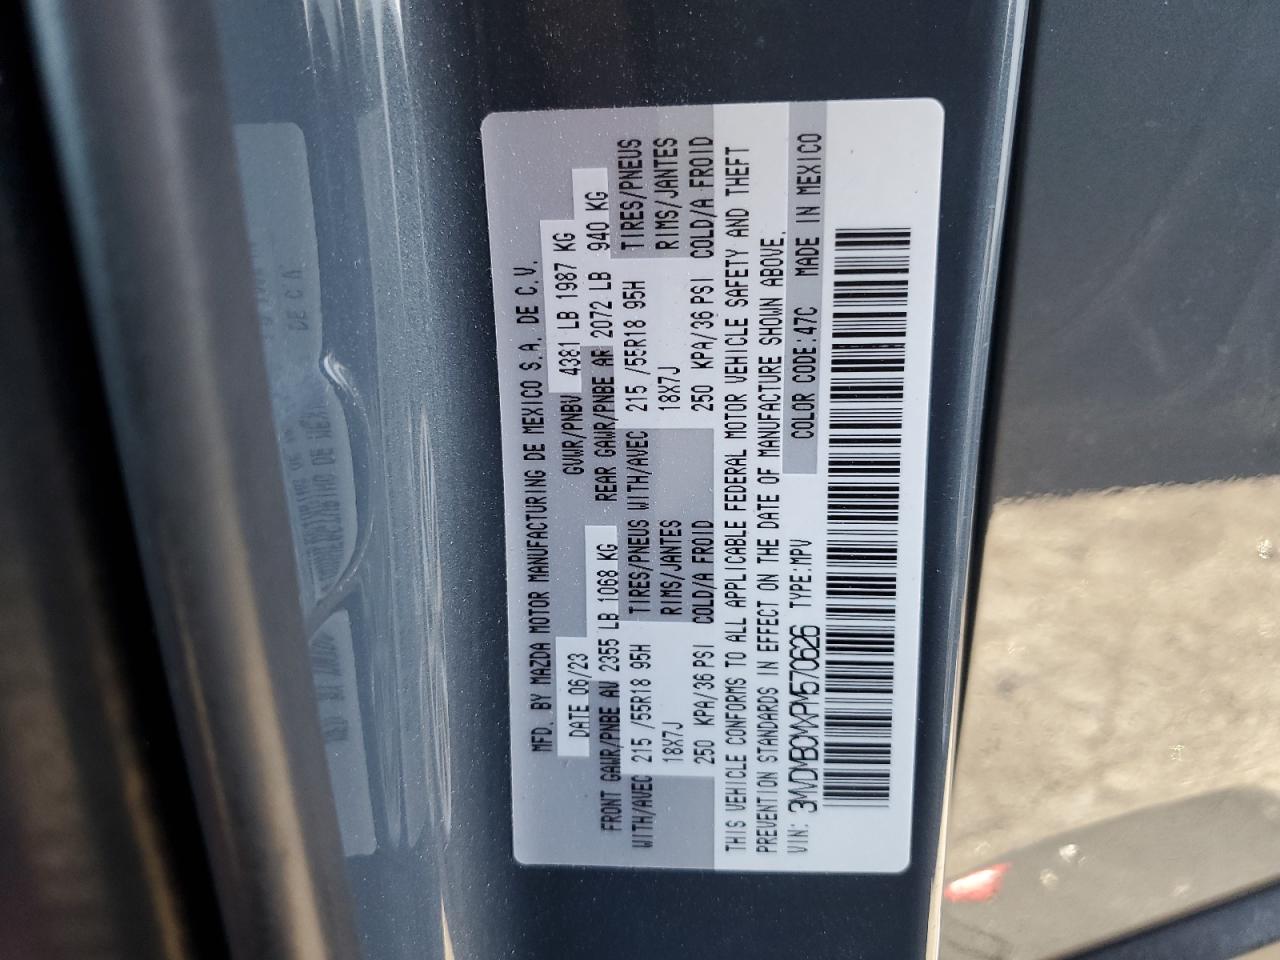 MFD. BY MAZDA MOTOR MANUFACTURING DE MEXICO S.A. DE C.V.
DATE 06/23 GVWR/PNBV 4381 LB 1987 KG
FRONT GAWR/PNBE AV 2355 LB 1068 KG REAR GAWR/PNBE AR 2072 LB 940 KG
WITH/AVEC 215 /55R18 95H TIRES/PNEUS WITH/AVEC 215 /55R18 95H TIRES/PNEUS
18X7J RIMS/JANTES 18X7J RIMS/JANTES
250 KPA/36 PSI COLD/A FROID 250 KPA/36 PSI COLD/A FROID
THIS VEHICLE CONFORMS TO ALL APPLICABLE FEDERAL MOTOR VEHICLE SAFETY AND THEFT
PREVENTION STANDARDS IN EFFECT ON THE DATE OF MANUFACTURE SHOWN ABOVE.
VIN: 3MVDMBCMXPM570626 TYPE:MPV COLOR CODE:47C MADE IN MEXICO